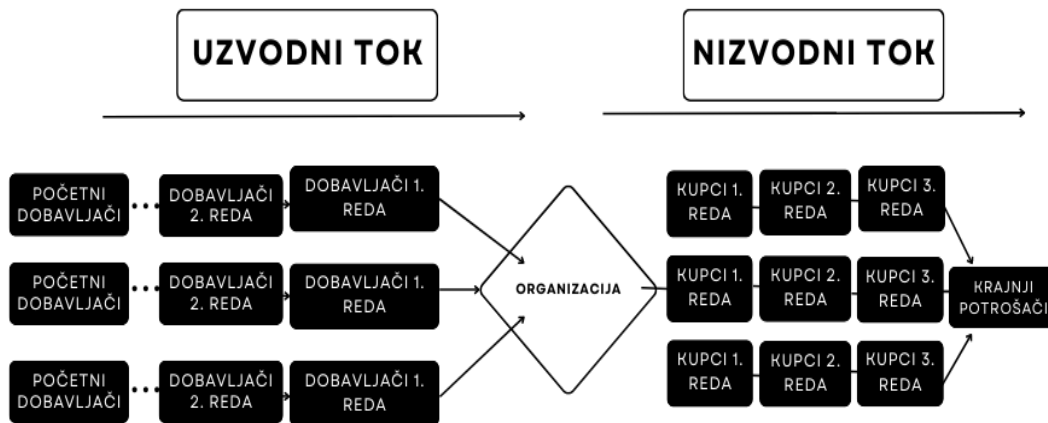 UZVODNI TOK
NIZVODNI TOK
POČETNI
DOBAVLJAČI
DOBAVLJAČI
2. REDA
DOBAVLJAČI 1.
REDA
KUPCI 1.
REDA
KUPCI 2.
REDA
KUPCI 3.
REDA
POČETNI
DOBAVLJAČI
DOBAVLJAČI
2. REDA
DOBAVLJAČI 1.
REDA
ORGANIZACIJA
KUPCI 1.
REDA
KUPCI 2.
REDA
KUPCI 3.
REDA
KRAJNJI
POTROŠAČI
POČETNI
DOBAVLJAČI
DOBAVLJAČI
2. REDA
DOBAVLJAČI 1.
REDA
KUPCI 1.
REDA
KUPCI 2.
REDA
KUPCI 3.
REDA